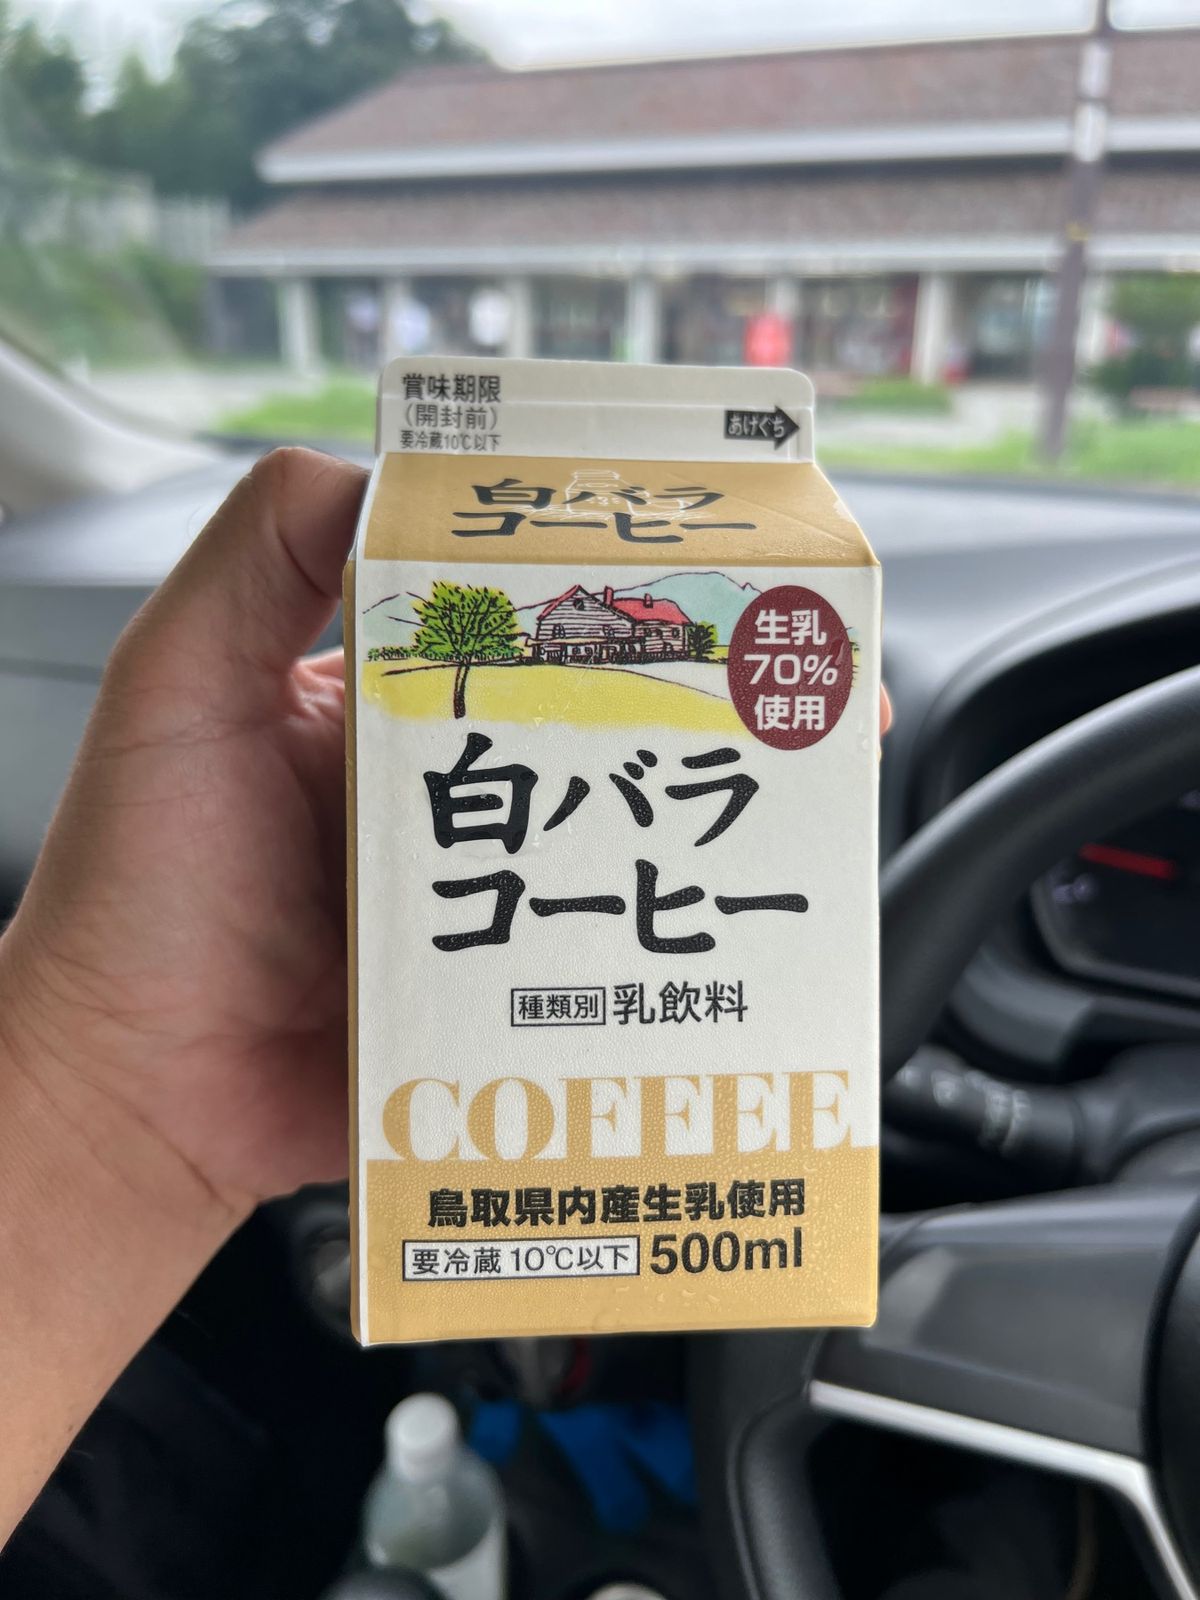 賞味期限
(開封前)
要冷蔵10℃以下
あけぐち
白バラ
コーヒー
生乳
70%
使用
白バラ
コーヒー
種類別 乳飲料
COFFEE
鳥取県内産生乳使用
要冷蔵 10℃以下 500ml